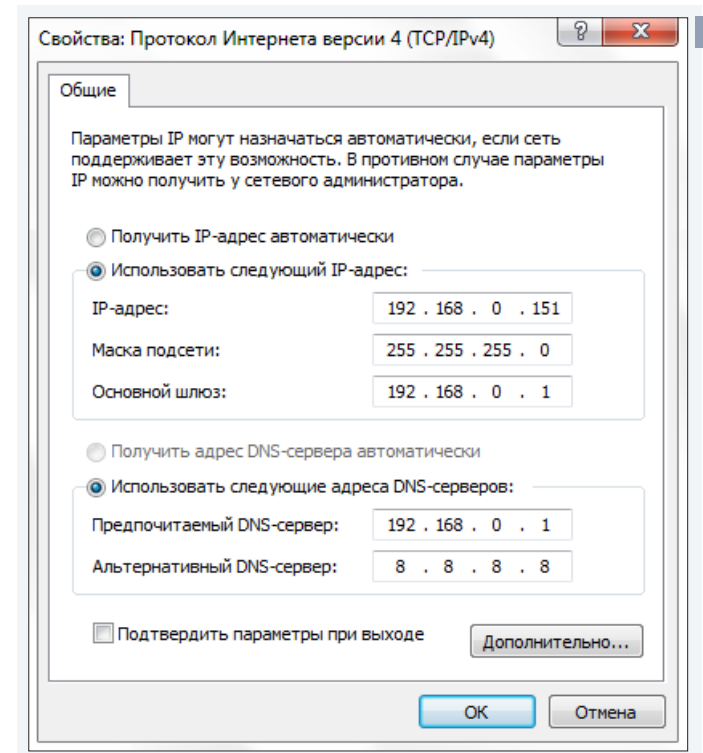 Свойства: Протокол Интернета версии 4 (TCP/IPv4)
?
X
Общие
Параметры IP могут назначаться автоматически, если сеть
поддерживает эту возможность. В противном случае параметры
IP можно получить у сетевого администратора.
Получить IP-адрес автоматически
Использовать следующий IP-адрес:
IP-адрес: 192 . 168 . 0 . 151
Маска подсети: 255 . 255 . 255 . 0
Основной шлюз: 192 . 168 . 0 . 1
Получить адрес DNS-сервера автоматически
Использовать следующие адреса DNS-серверов:
Предпочитаемый DNS-сервер: 192 . 168 . 0 . 1
Альтернативный DNS-сервер: 8 . 8 . 8 . 8
Подтвердить параметры при выходе
Дополнительно...
ОК Отмена